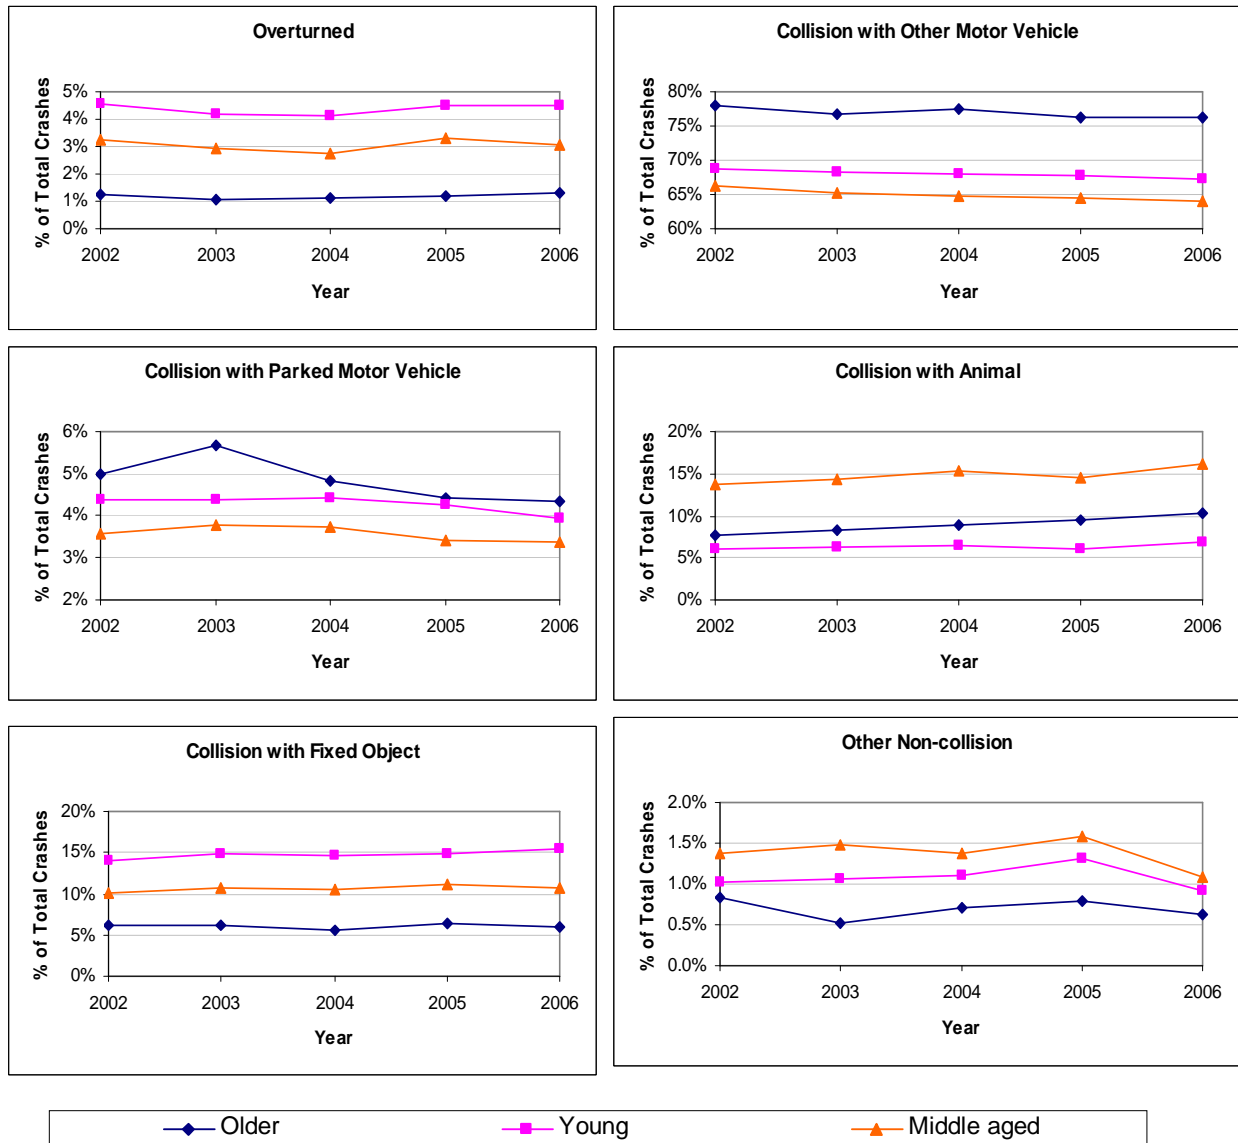 Overturned
% of Total Crashes
5%
4%
3%
2%
1%
0%
2002 2003 2004 2005 2006
Year
Collision with Other Motor Vehicle
% of Total Crashes
80%
75%
70%
65%
60%
2002 2003 2004 2005 2006
Year
Collision with Parked Motor Vehicle
% of Total Crashes
6%
5%
4%
3%
2%
2002 2003 2004 2005 2006
Year
Collision with Animal
% of Total Crashes
20%
15%
10%
5%
0%
2002 2003 2004 2005 2006
Year
Collision with Fixed Object
% of Total Crashes
20%
15%
10%
5%
0%
2002 2003 2004 2005 2006
Year
Other Non-collision
% of Total Crashes
2.0%
1.5%
1.0%
0.5%
0.0%
2002 2003 2004 2005 2006
Year
Older Young Middle aged